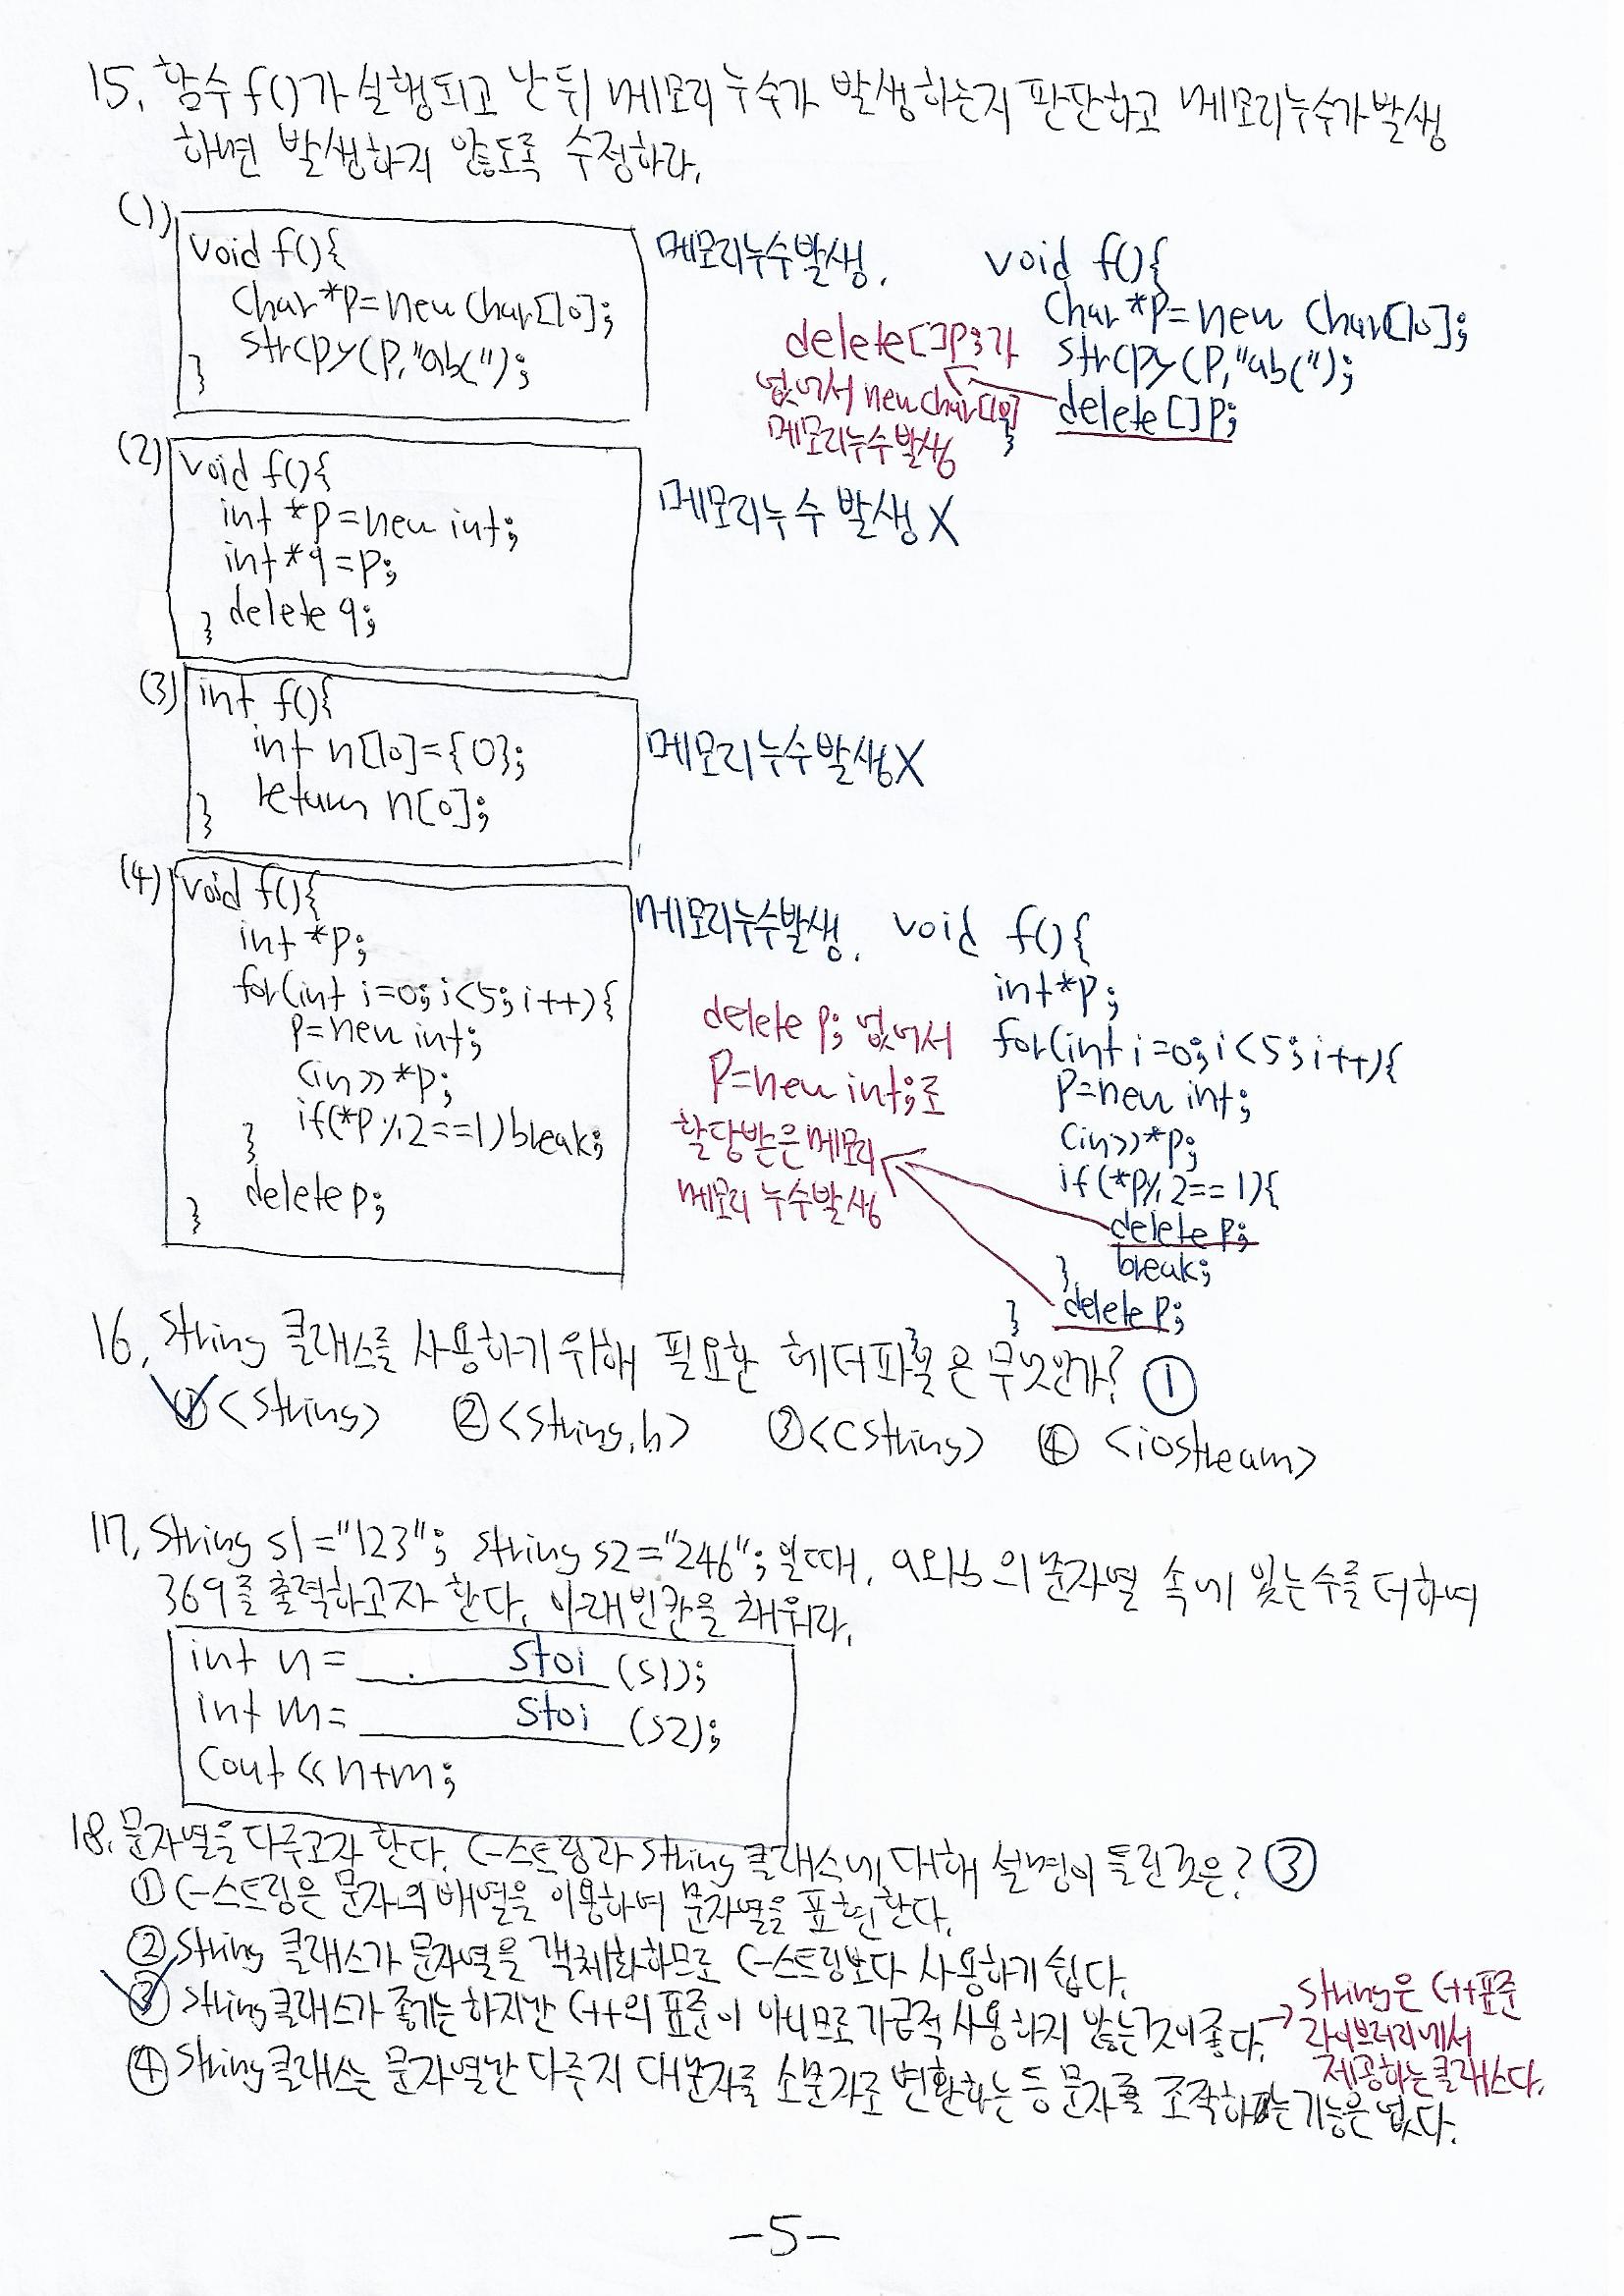 15. 함수 f()가 실행되고 난 뒤 메모리 누수가 발생하는지 판단하고 메모리누수가 발생
하면 발생하지 않도록 수정하라.
(1)
void f(){
char *p=new char[10];
strcpy(p,"abc");
}
메모리누수발생.
delete[]p;가
없어서 new char[10]
메모리누수발생
void f(){
char *p=new char[10];
strcpy(p,"abc");
delete[]p;
}
(2)
void f(){
int *p=new int;
int *q=p;
delete q;
}
메모리누수 발생X
(3)
int f(){
int n[10]={0};
return n[0];
}
메모리누수발생X
(4)
void f(){
int *p;
for(int i=0;i<5;i++){
p=new int;
cin>>*p;
if(*p%2==1)break;
}
delete p;
}
메모리누수발생.
delete p; 없어서
p=new int;로
할당받은메모리
메모리 누수발생
void f(){
int*p;
for(int i=0;i<5;i++){
p=new int;
cin>>*p;
if(*p%2==1){
delete p;
break;
}
delete p;
}
}
16. string 클래스를 사용하기 위해 필요한 헤더파일은 무엇인가? ①
①<string> ②<string.h> ③<cstring> ④ <iostream>
17. string s1="123"; string s2="246";일때, a와b의 문자열 속에 있는수를 더하여
369를 출력하고자 한다. 아래빈칸을 채워라.
int n= stoi (s1);
int m= stoi (s2);
cout<<n+m;
18. 문자열을 다루고자 한다. C-스트링과 string클래스에 대해 설명이 틀린것은? ③
① C-스트링은 문자의 배열을 이용하여 문자열을 표현한다.
② string 클래스가 문자열을 객체화하므로 C-스트링보다 사용하기 쉽다.
③ string클래스가 좋기는 하지만 C++의 표준이 아니므로 가급적 사용하지 않는것이좋다.
→ string은 C++표준
라이브러리에서
제공하는 클래스다.
④ string클래스는 문자열만 다루지 대문자를 소문자로 변환하는 등 문자를 조작하는 기능은 없다.
-5-